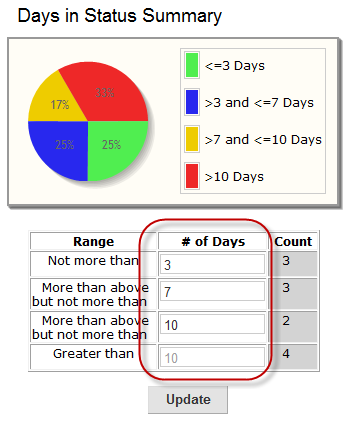 Days in Status Summary
33%
<=3 Days
17%
>3 and <=7 Days
25%
25%
>7 and <=10 Days
>10 Days
Range # of Days Count
Not more than 3 3
More than above
but not more than 7 3
More than above
but not more than 10 2
Greater than 10 4
Update